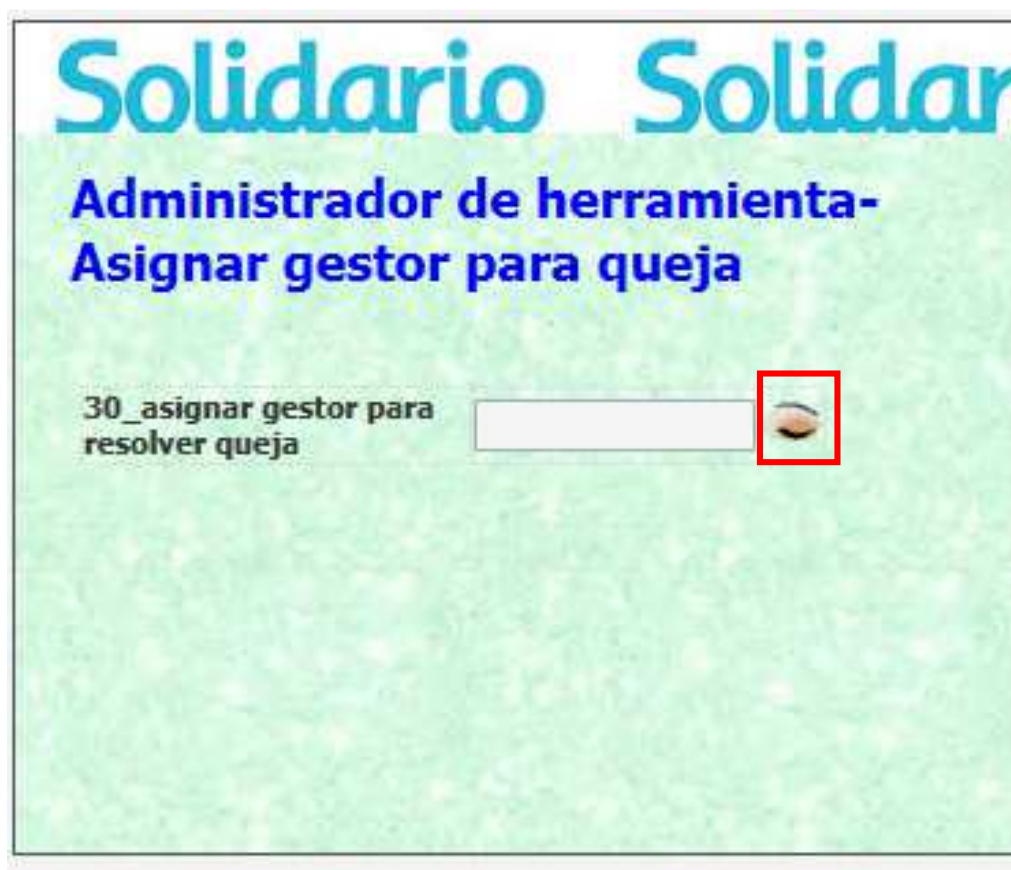 Solidario Solidar
Administrador de herramienta-
Asignar gestor para queja
30_asignar gestor para
resolver queja